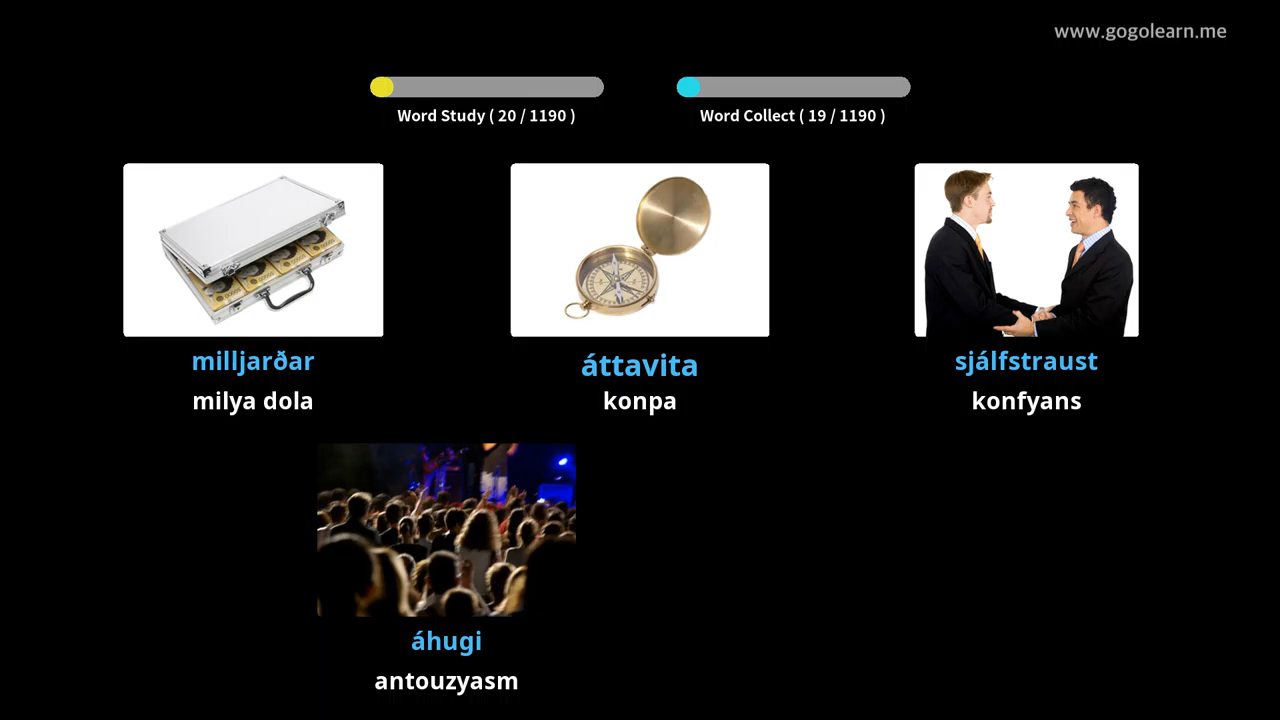 www.gogolearn.me
Word Study ( 20 / 1190 )
Word Collect ( 19 / 1190 )
milljarðar
milya dola
áttavita
konpa
sjálfstraust
konfyans
áhugi
antouzyasm